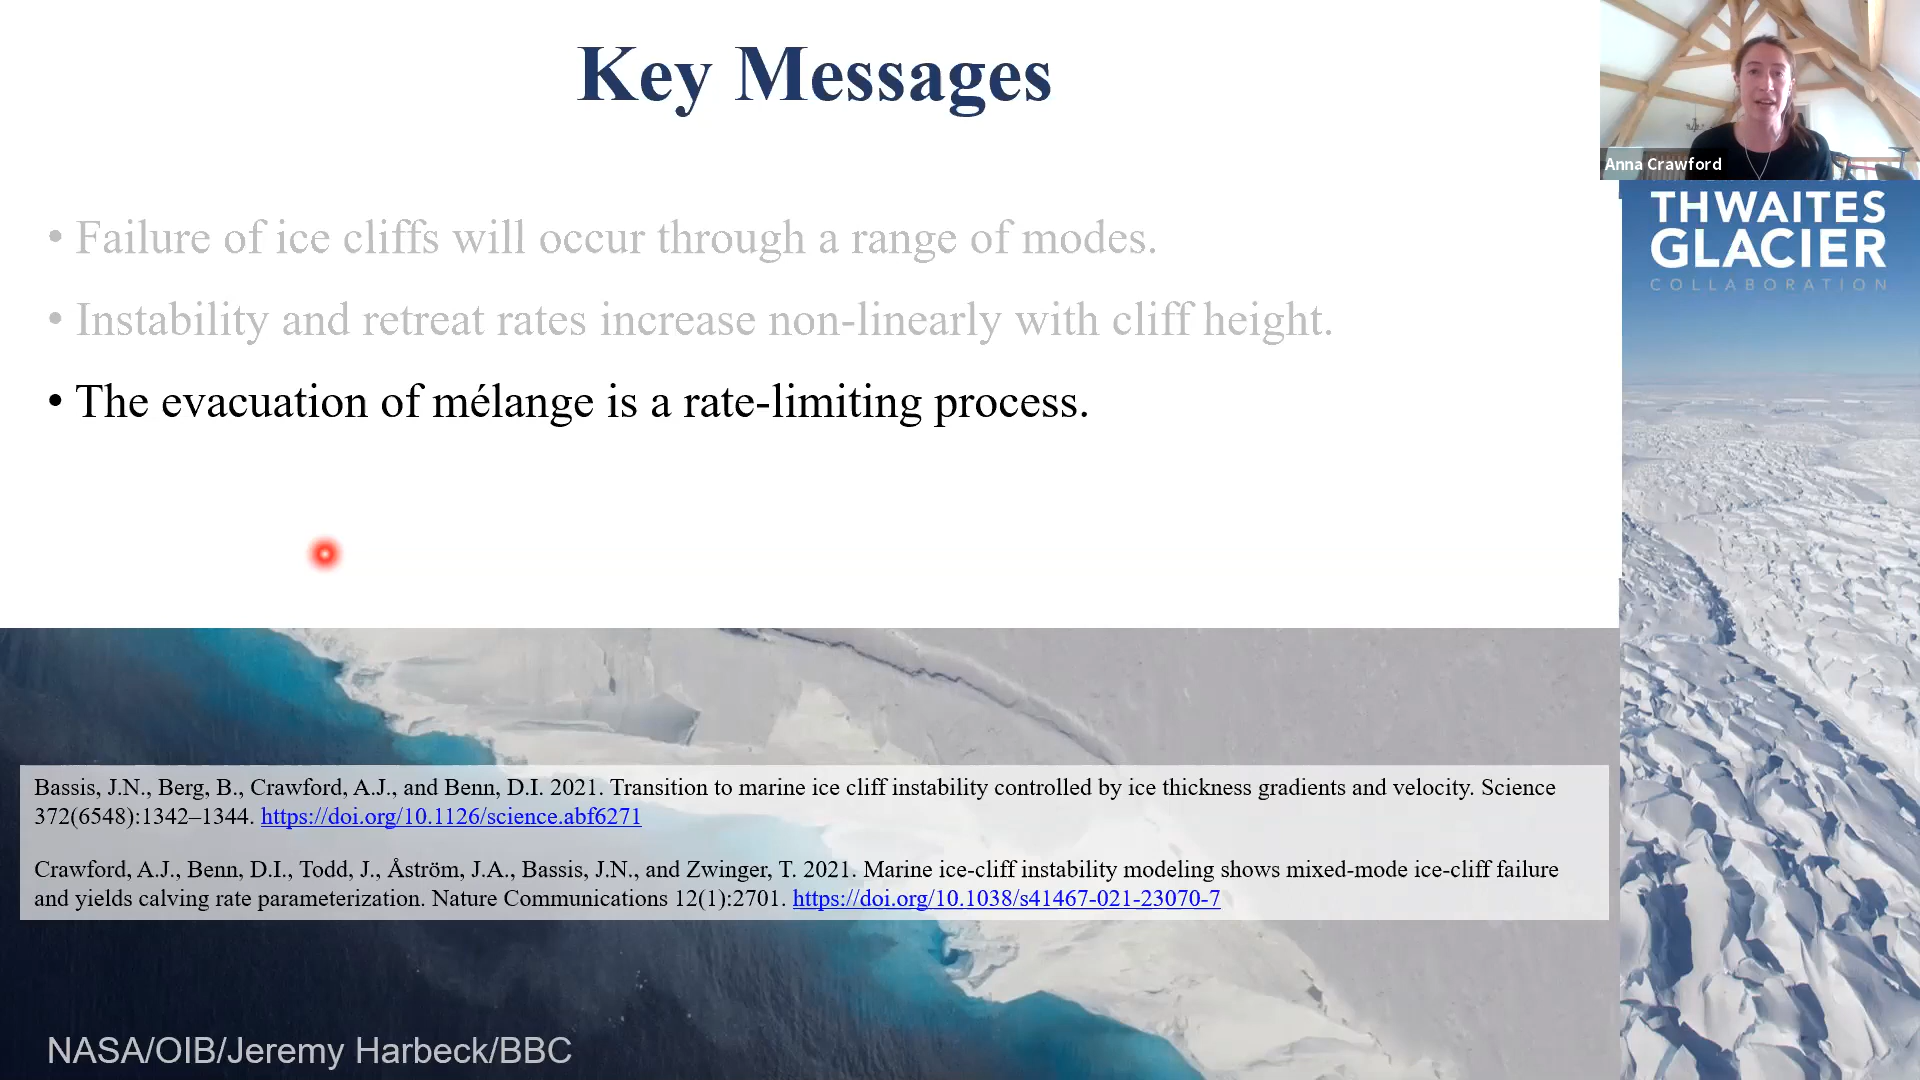 Key Messages
• Failure of ice cliffs will occur through a range of modes.
• Instability and retreat rates increase non-linearly with cliff height.
• The evacuation of mélange is a rate-limiting process.
Bassis, J.N., Berg, B., Crawford, A.J., and Benn, D.I. 2021. Transition to marine ice cliff instability controlled by ice thickness gradients and velocity. Science
372(6548):1342–1344. https://doi.org/10.1126/science.abf6271
Crawford, A.J., Benn, D.I., Todd, J., Åström, J.A., Bassis, J.N., and Zwinger, T. 2021. Marine ice-cliff instability modeling shows mixed-mode ice-cliff failure
and yields calving rate parameterization. Nature Communications 12(1):2701. https://doi.org/10.1038/s41467-021-23070-7
NASA/OIB/Jeremy Harbeck/BBC
Anna Crawford
THWAITES
GLACIER
COLLABORATION